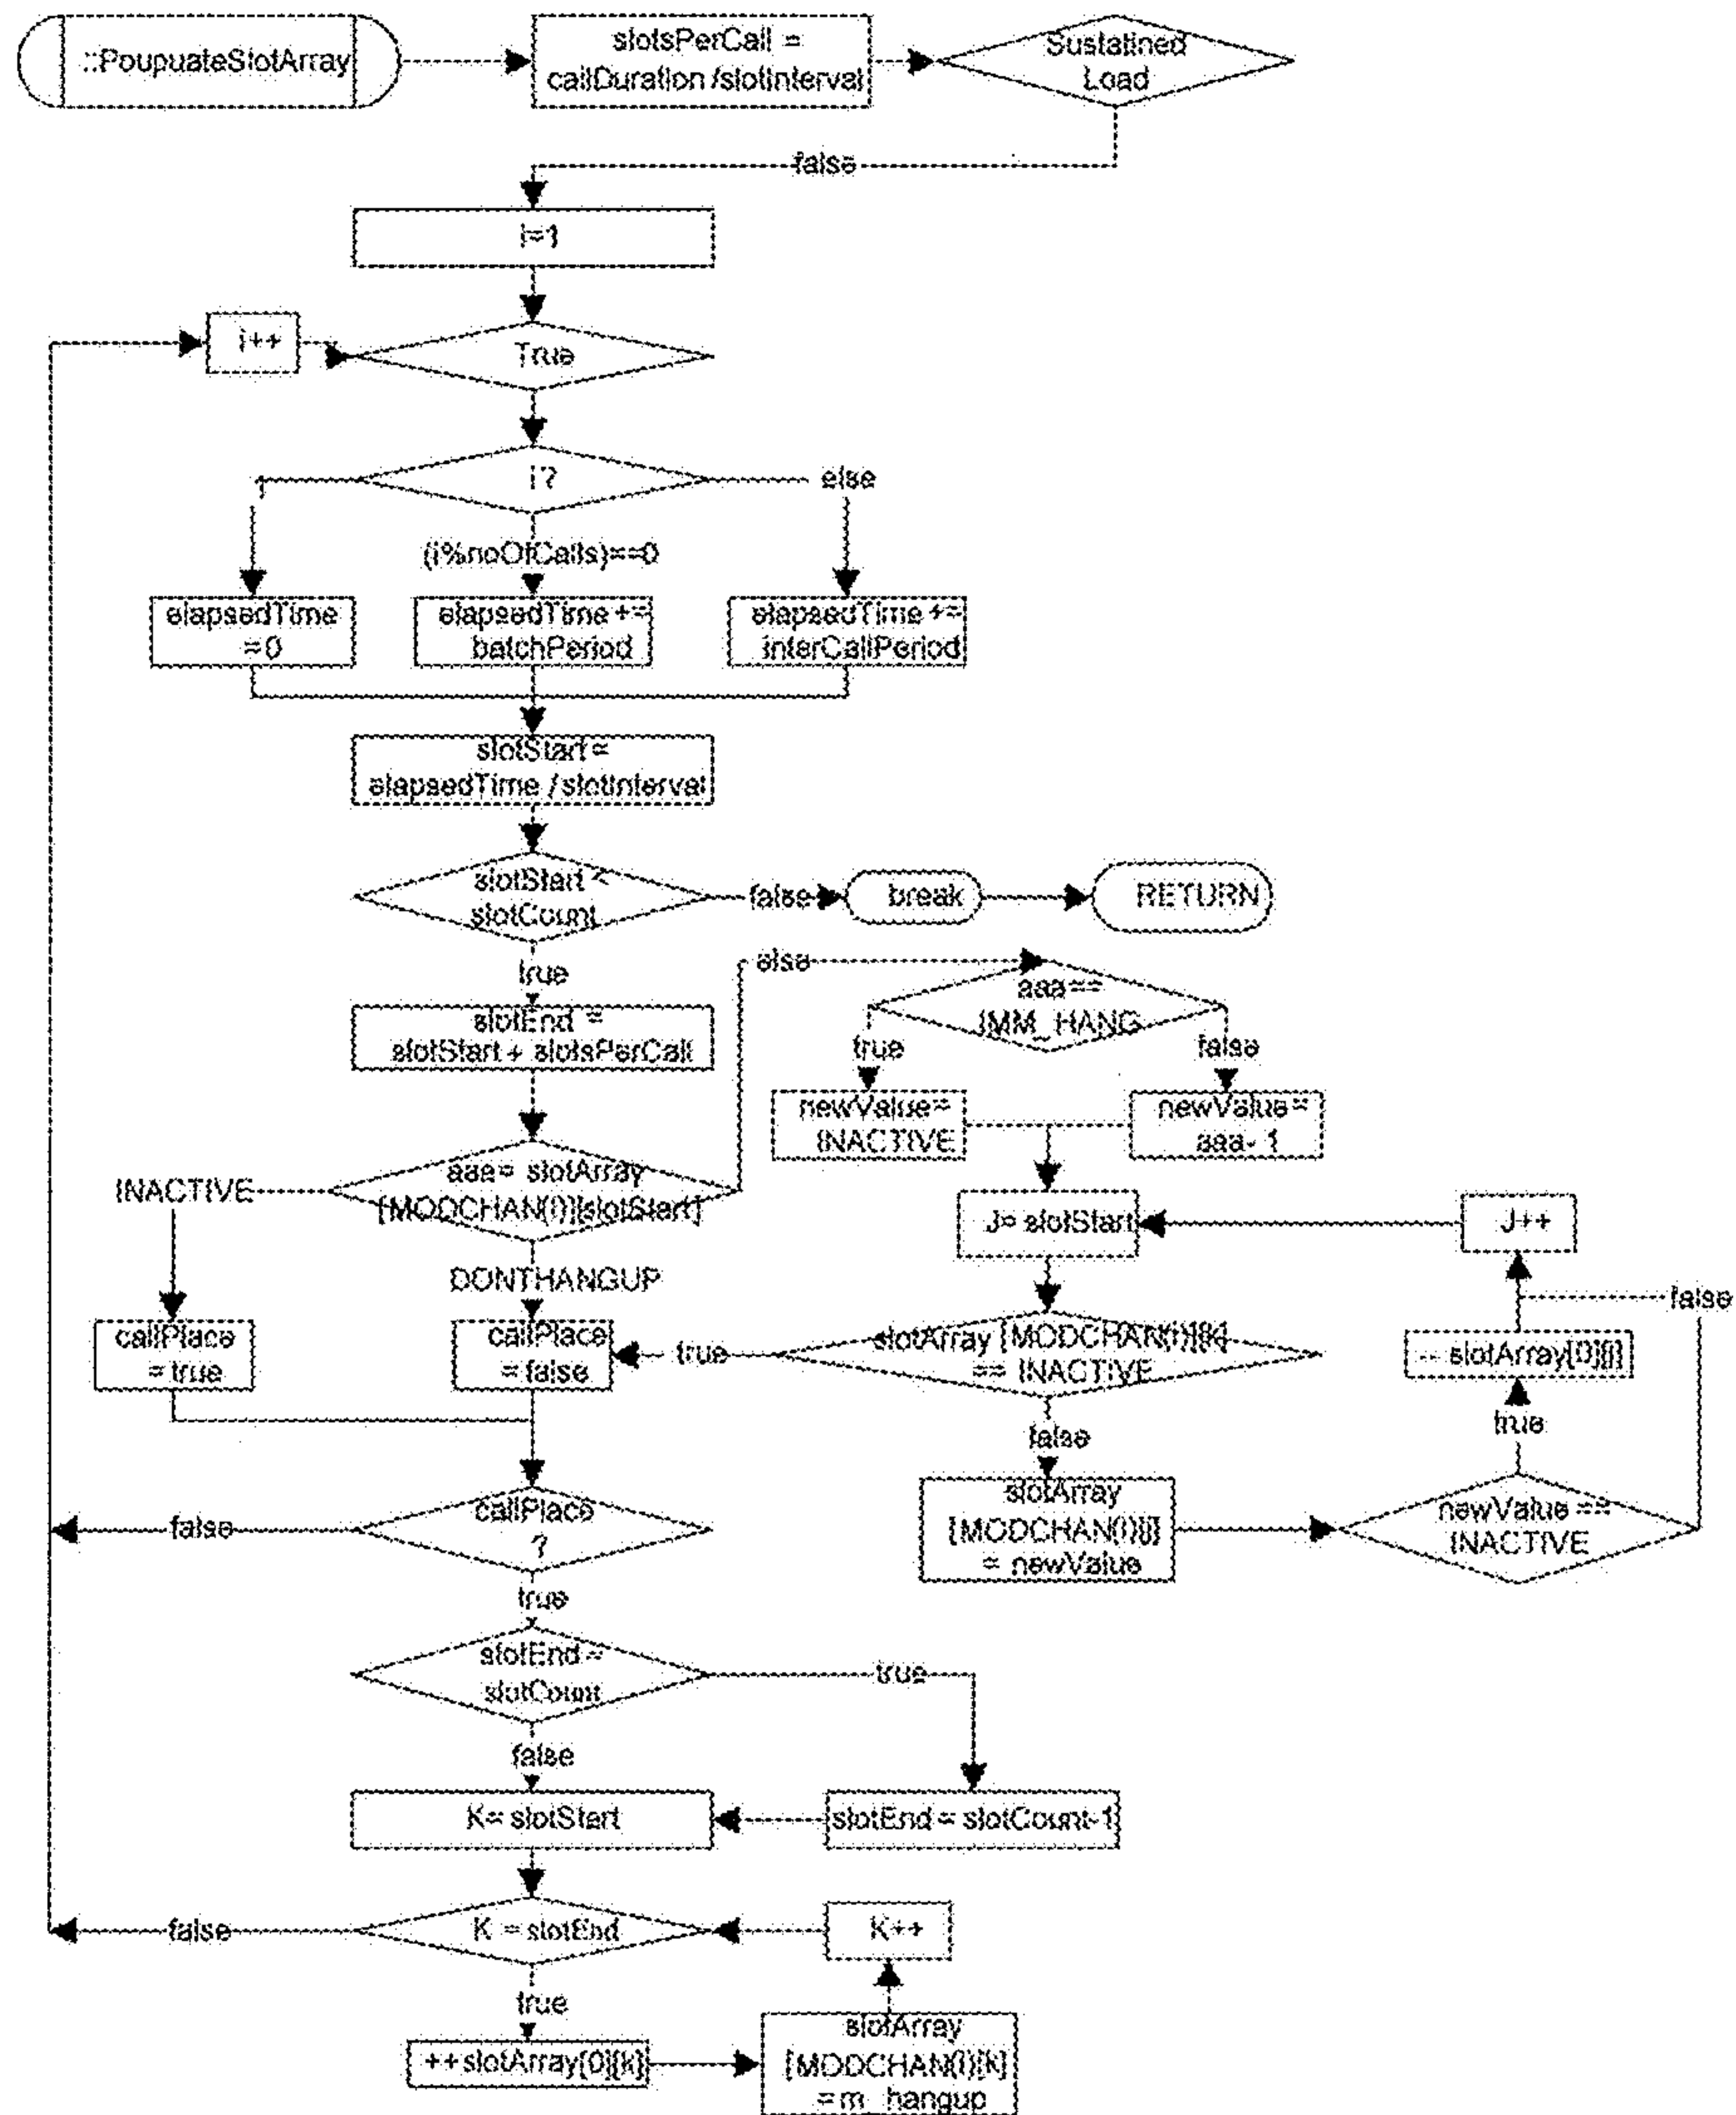 ::PoupuateSlotArray
slotsPerCall =
callDuration /slotInterval
Sustatined
Load
false
i=1
i++
True
i ?
1
else
(i%noOfCalls)==0
elapsedTime
= 0
elapsedTime +=
batchPeriod
elapsedTime +=
interCallPeriod
slotStart =
elapsedTime / slotInterval
slotStart <
slotCount
false
break
RETURN
true
else
slotEnd =
slotStart + slotsPerCall
aaa==
IMM_HANG
true
false
newValue=
INACTIVE
newValue=
aaa- 1
INACTIVE
aaa= slotArray
[MODCHAN(i)][slotStart]
J= slotStart
J++
DONTHANGUP
false
callPlace
= true
callPlace
= false
true
slotArray [MODCHAN(i)][k]
== INACTIVE
-- slotArray[0][j]
true
false
slotArray
[MODCHAN(i)[j]
= newValue
newValue ==
INACTIVE
callPlace
?
false
true
slotEnd =
slotCount
true
false
K= slotStart
slotEnd = slotCount-1
K = slotEnd
false
K++
true
++slotArray[0][k]
slotArray
[MODCHAN(i)[k]
= m_hangup